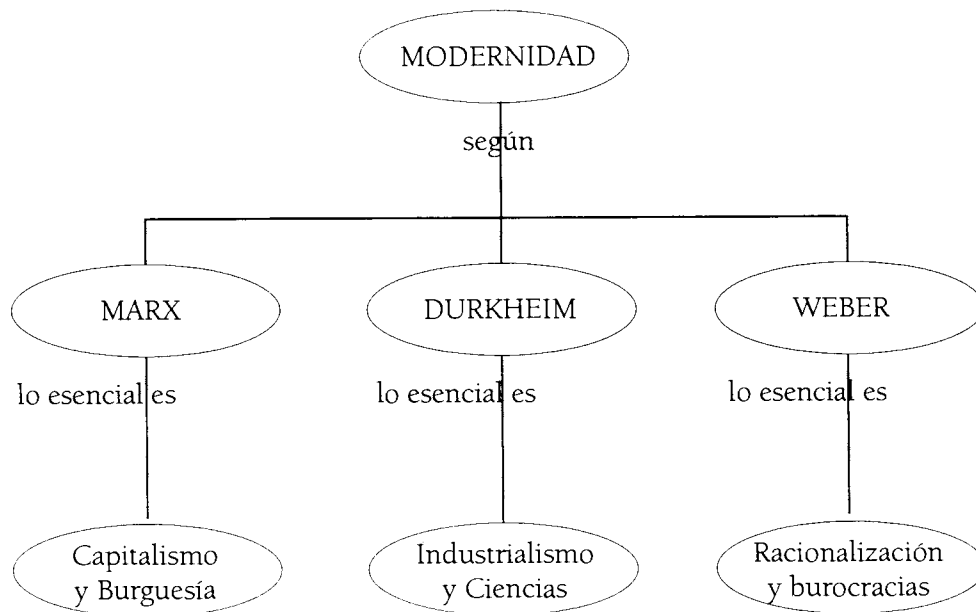 MODERNIDAD
según
MARX
DURKHEIM
WEBER
lo esencial es
lo esencial es
lo esencial es
Capitalismo
y Burguesía
Industrialismo
y Ciencias
Racionalización
y burocracias